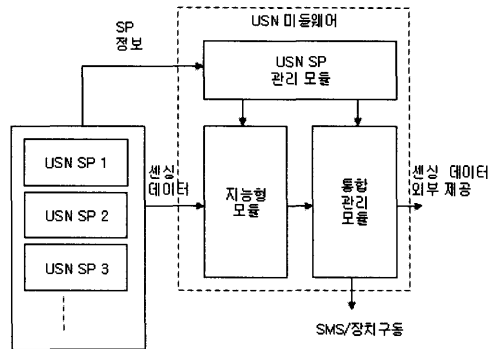 SP
정보
USN 미들웨어
USN SP
관리 모듈
USN SP 1
USN SP 2
USN SP 3
센싱
데이터
지능형
모듈
통합
관리
모듈
센싱 데이터
외부 제공
SMS/장치구동